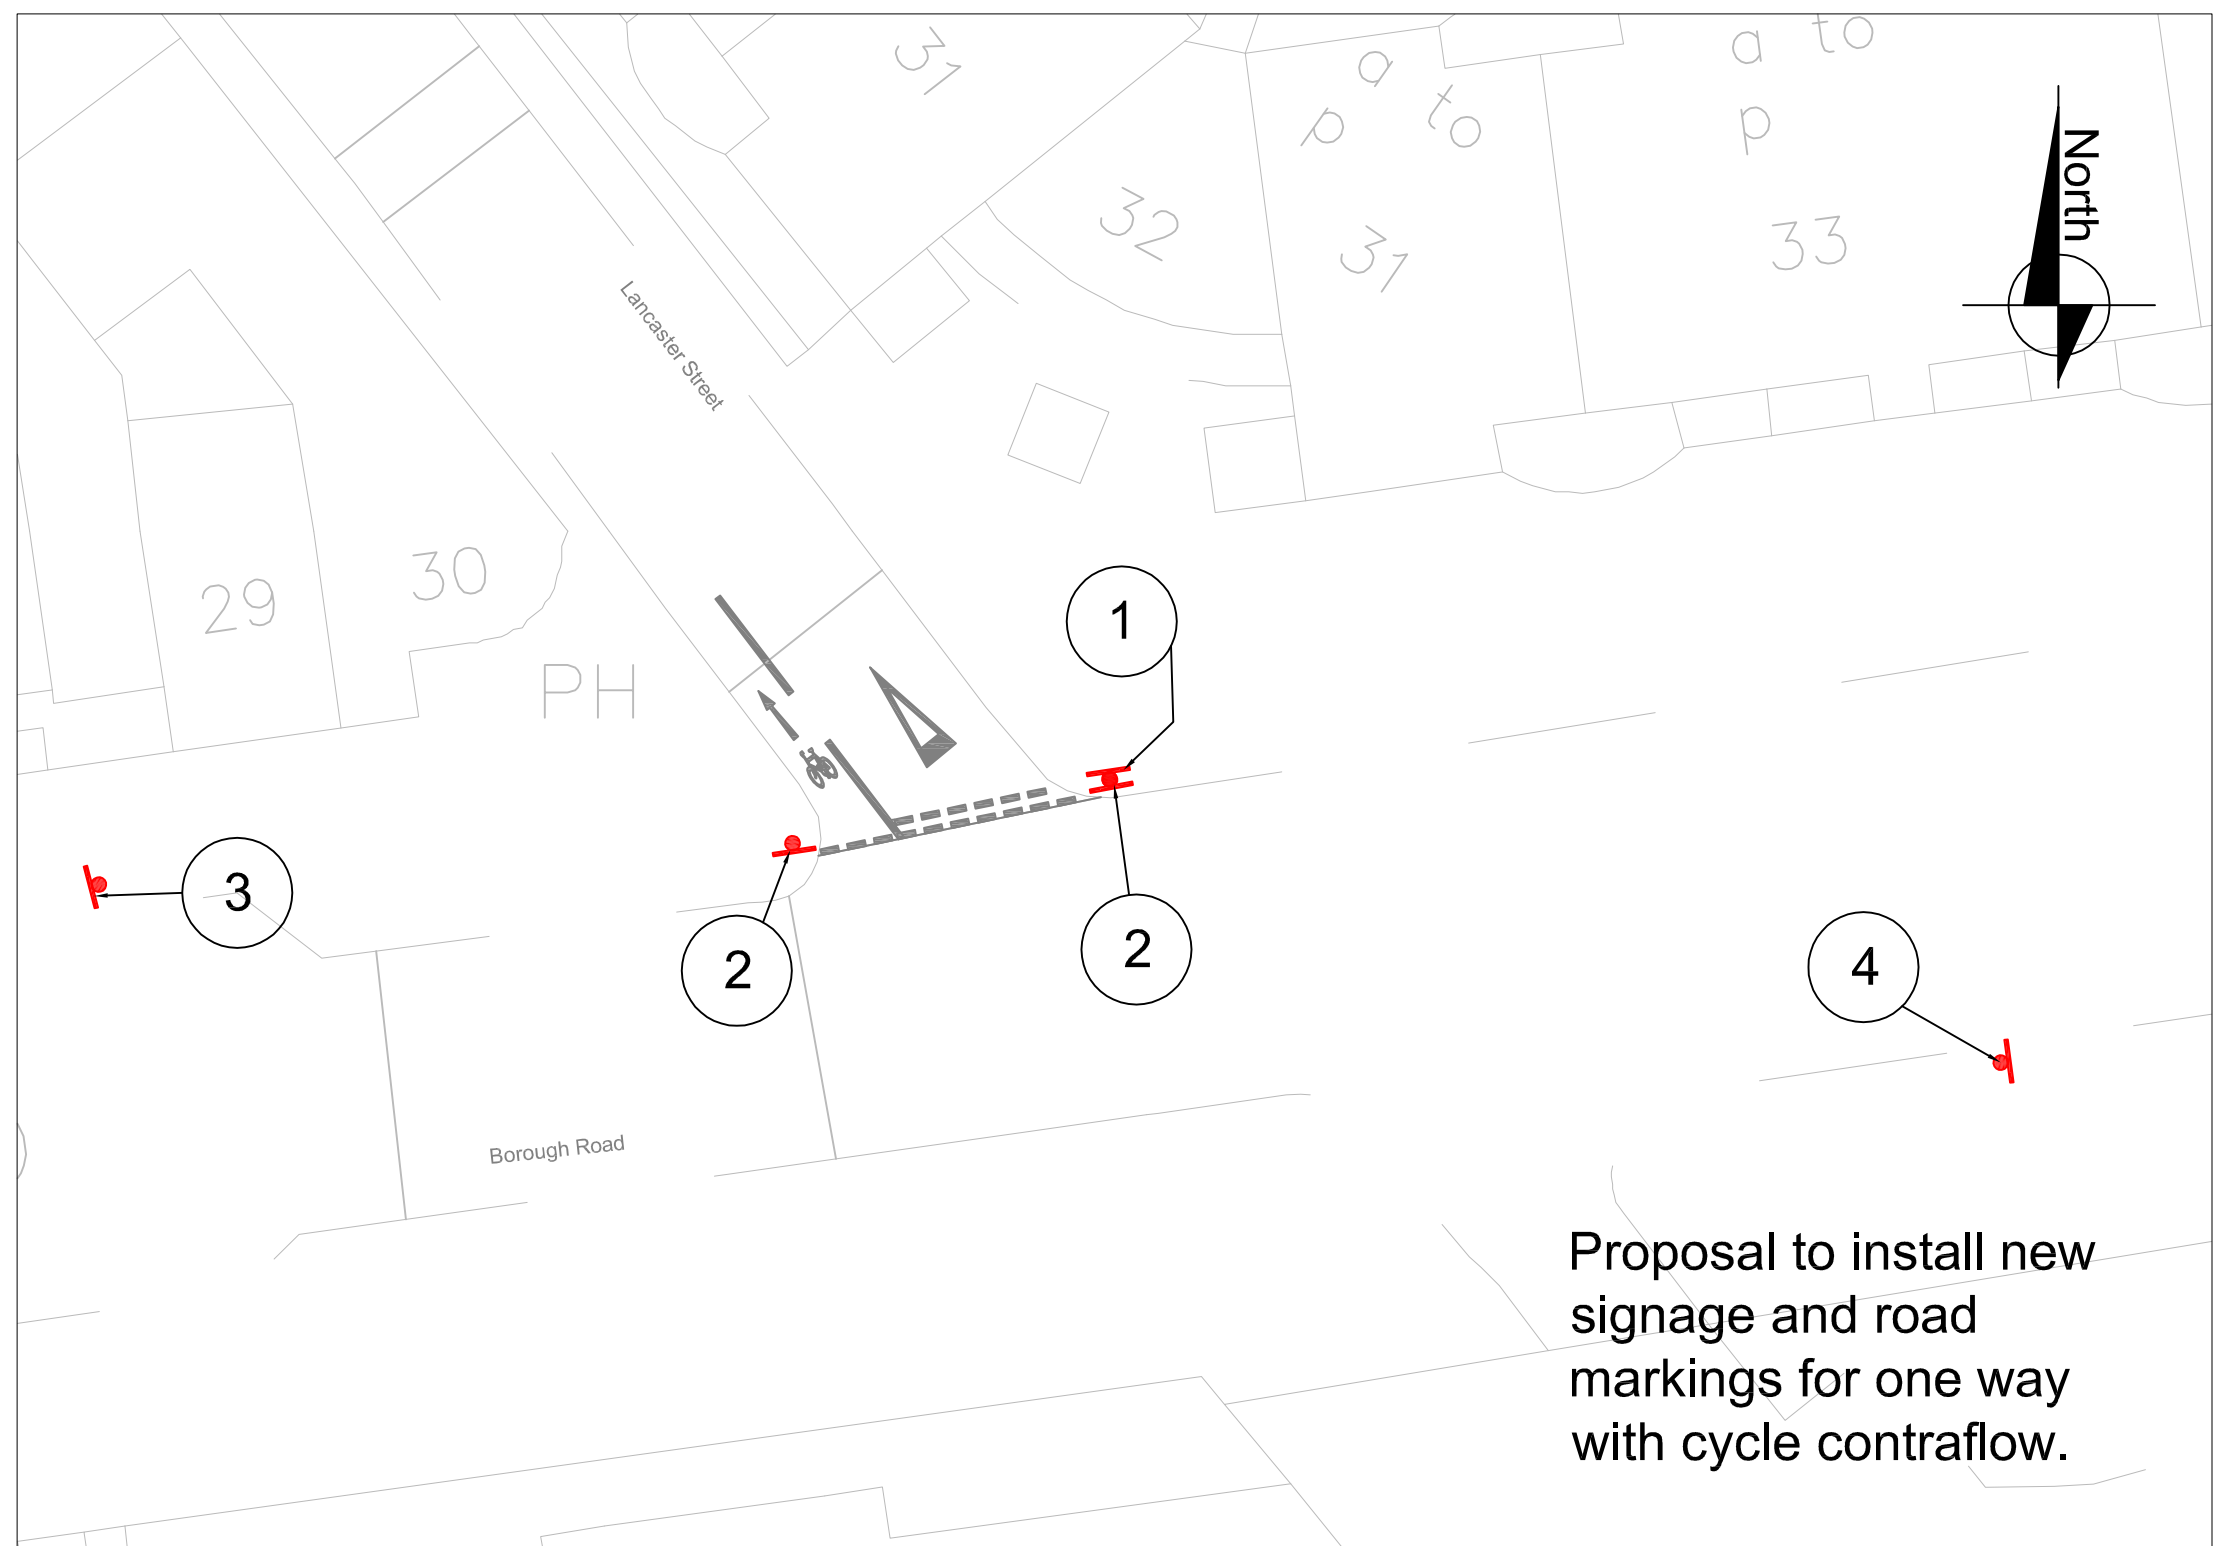 31
a to
p
a to
p
North
32
31
33
Lancaster Street
29
30
PH
1
3
2
2
4
Borough Road
Proposal to install new
signage and road
markings for one way
with cycle contraflow.